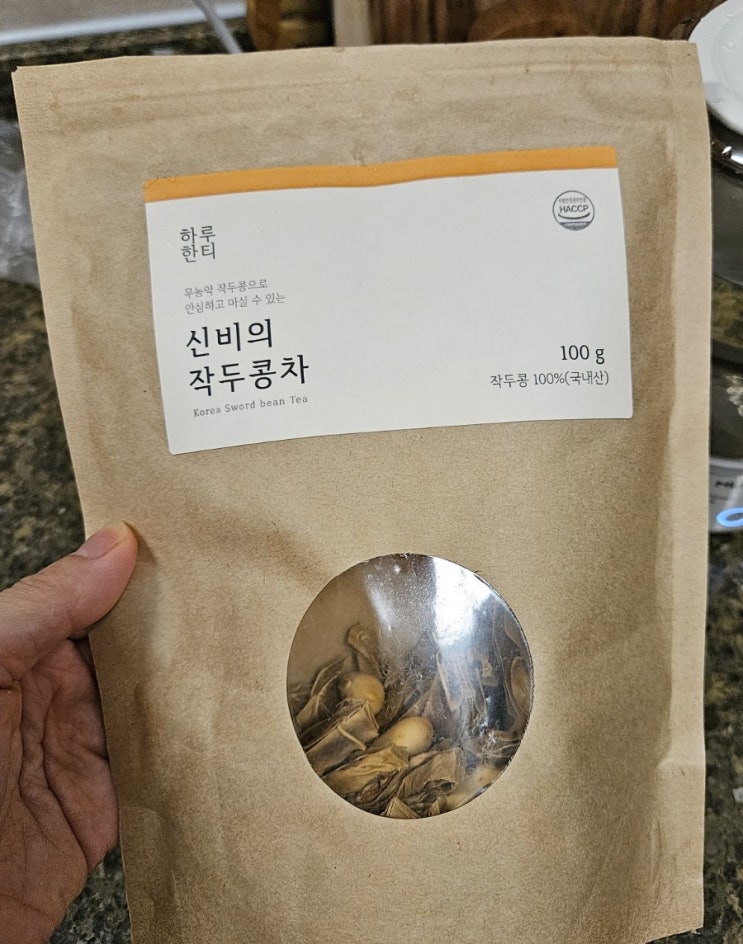 하루
한티
HACCP
무농약 작두콩으로
안심하고 마실 수 있는
신비의
작두콩차
Korea Sword bean Tea
100 g
작두콩 100%(국내산)